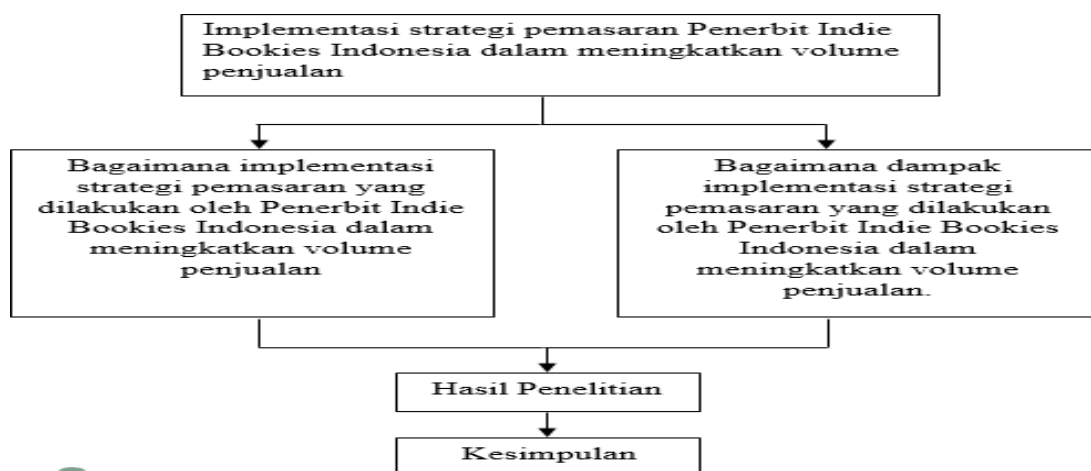 Implementasi strategi pemasaran Penerbit Indie
Bookies Indonesia dalam meningkatkan volume
penjualan
Bagaimana implementasi
strategi pemasaran yang
dilakukan oleh Penerbit Indie
Bookies Indonesia dalam
meningkatkan volume
penjualan
Bagaimana dampak
implementasi strategi
pemasaran yang dilakukan
oleh Penerbit Indie Bookies
Indonesia dalam
meningkatkan volume
penjualan.
Hasil Penelitian
Kesimpulan